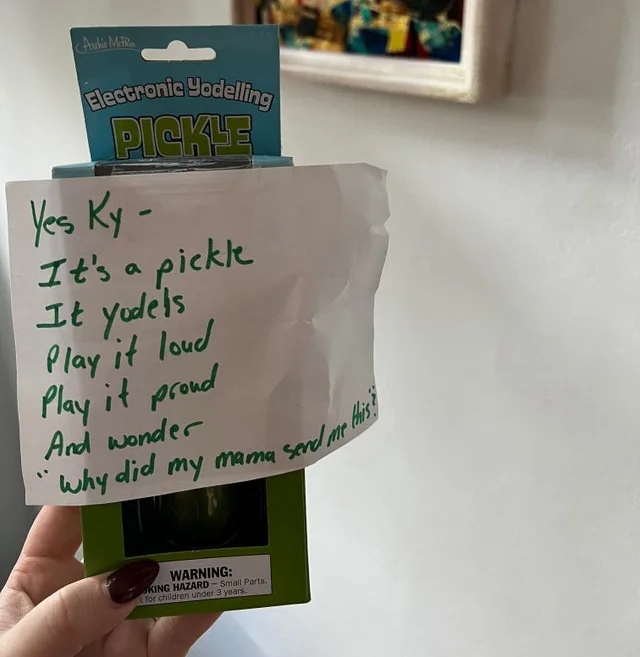 Archie McPhee
Electronic Yodelling
PICKLE
Yes Ky -
It's a pickle
It yodels
Play it loud
Play it proud
And wonder
"why did my mama send me this"?
WARNING:
KING HAZARD – Small Parts.
t for children under 3 years.